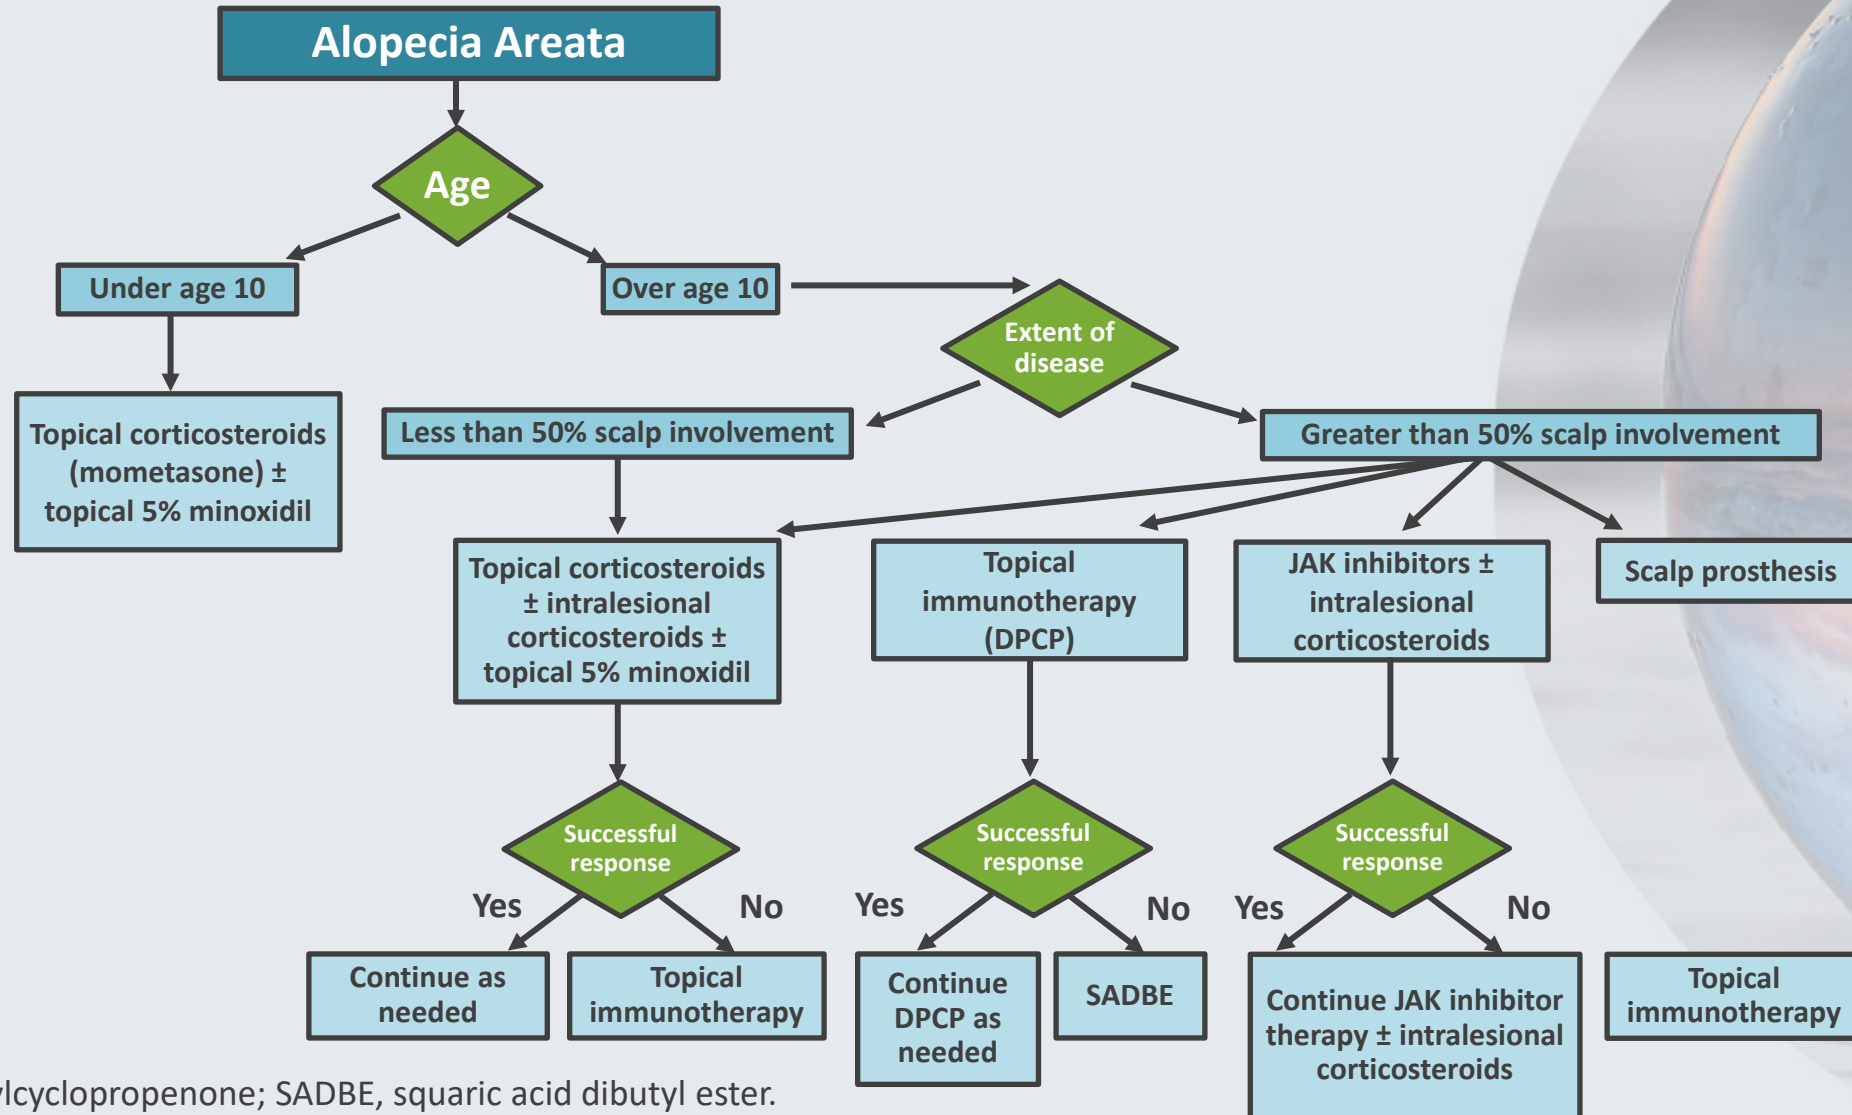 Alopecia Areata
Age
Under age 10
Over age 10
Extent of
disease
Topical corticosteroids
(mometasone) ±
topical 5% minoxidil
Less than 50% scalp involvement
Greater than 50% scalp involvement
Topical corticosteroids
± intralesional
corticosteroids ±
topical 5% minoxidil
Topical
immunotherapy
(DPCP)
JAK inhibitors ±
intralesional
corticosteroids
Scalp prosthesis
Successful
response
Successful
response
Successful
response
Yes
No
Yes
No
Yes
No
Continue as
needed
Topical
immunotherapy
Continue
DPCP as
needed
SADBE
Continue JAK inhibitor
therapy ± intralesional
corticosteroids
Topical
immunotherapy
lcyclopropenone; SADBE, squaric acid dibutyl ester.